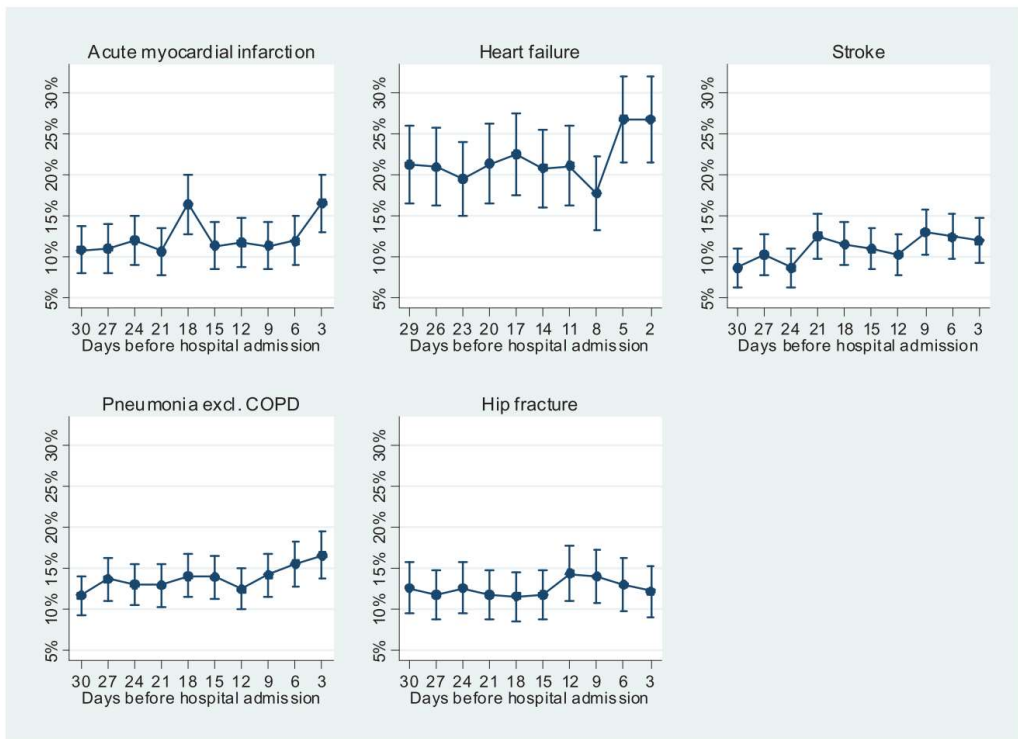 Acute myocardial infarction
30%
25%
20%
15%
10%
5%
30 27 24 21 18 15 12 9 6 3
Days before hospital admission
Heart failure
30%
25%
20%
15%
10%
5%
29 26 23 20 17 14 11 8 5 2
Days before hospital admission
Stroke
30%
25%
20%
15%
10%
5%
30 27 24 21 18 15 12 9 6 3
Days before hospital admission
Pneumonia excl. COPD
30%
25%
20%
15%
10%
5%
30 27 24 21 18 15 12 9 6 3
Days before hospital admission
Hip fracture
30%
25%
20%
15%
10%
5%
30 27 24 21 18 15 12 9 6 3
Days before hospital admission